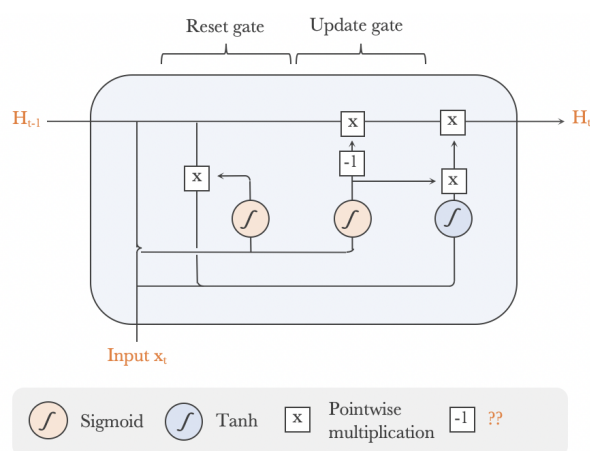 Reset gate Update gate
Ht-1
x x
Ht
-1
x x
ʃ ʃ ʃ
Input xt
ʃ Sigmoid ʃ Tanh x Pointwise multiplication -1 ??